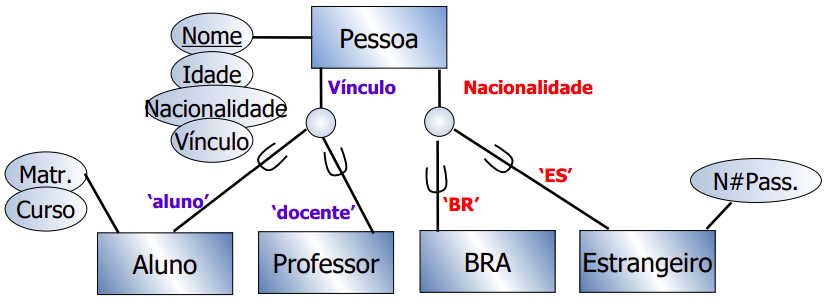 Nome
Pessoa
Idade
Vínculo
Nacionalidade
Nacionalidade
Vínculo
Matr.
Curso
'aluno'
'docente'
'BR'
'ES'
N#Pass.
Aluno
Professor
BRA
Estrangeiro